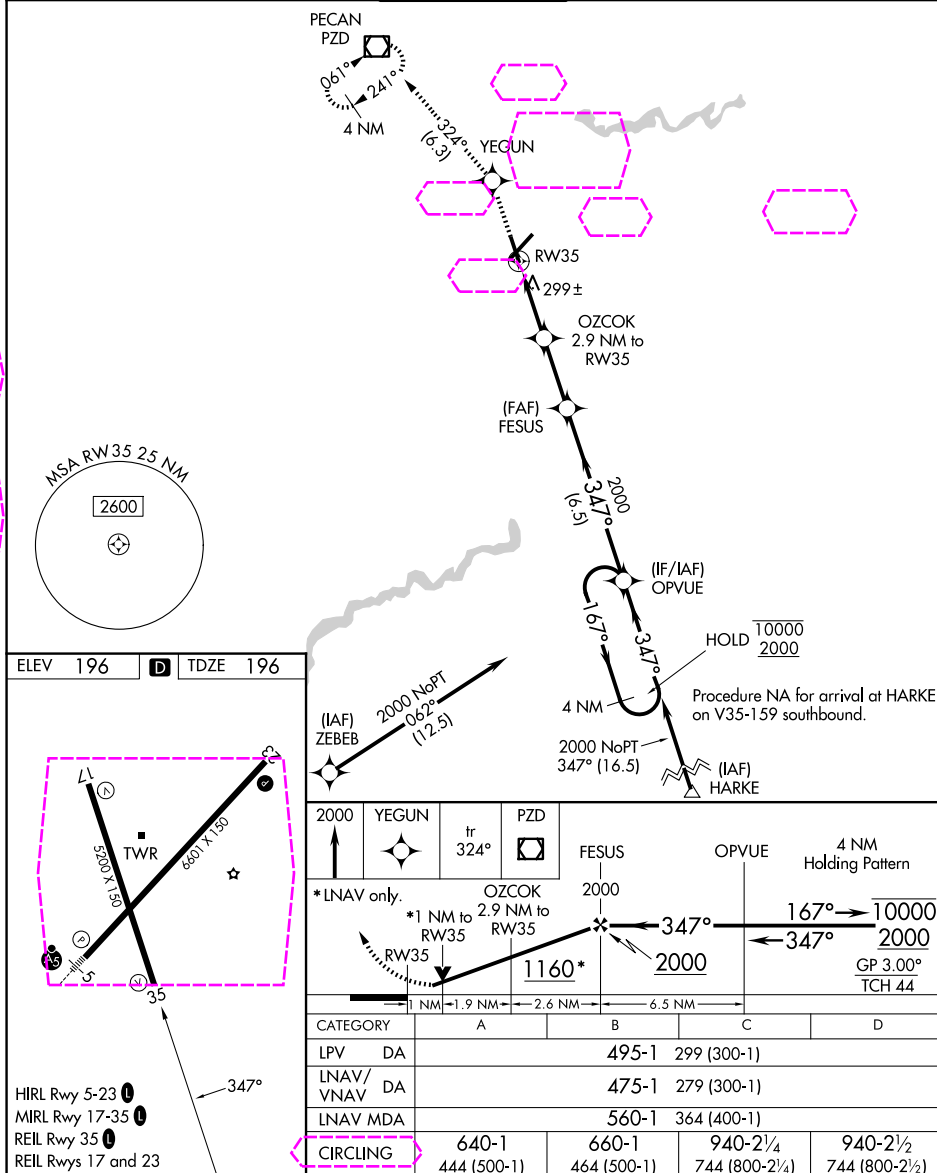 PECAN
PZD
061°
241°
4 NM
324°
(6.3)
YEGUN
RW35
299±
OZCOK
2.9 NM to
RW35
(FAF)
FESUS
2000
347°
(6.5)
MSA RW35 25 NM
2600
(IF/IAF)
OPVUE
167°
347°
HOLD
10000
2000
4 NM
Procedure NA for arrival at HARKE
on V35-159 southbound.
2000 NoPT
347° (16.5)
(IAF)
HARKE
2000 NoPT
062°
(12.5)
(IAF)
ZEBEB
ELEV 196 D TDZE 196
17
23
P
V
TWR
5200 X 150
6601 X 150
P
A5
5
V
35
347°
HIRL Rwy 5-23 L
MIRL Rwy 17-35 L
REIL Rwy 35 L
REIL Rwys 17 and 23
2000
YEGUN
tr
324°
PZD
*LNAV only.
*1 NM to
RW35
OZCOK
2.9 NM to
RW35
FESUS
2000
OPVUE
4 NM
Holding Pattern
RW35
1160*
347°
2000
167°
347°
10000
2000
GP 3.00°
TCH 44
1 NM 1.9 NM 2.6 NM 6.5 NM
CATEGORY A B C D
LPV DA 495-1 299 (300-1)
LNAV/
VNAV DA 475-1 279 (300-1)
LNAV MDA 560-1 364 (400-1)
CIRCLING 640-1 660-1 940-2¼ 940-2½
444 (500-1) 464 (500-1) 744 (800-2¼) 744 (800-2½)